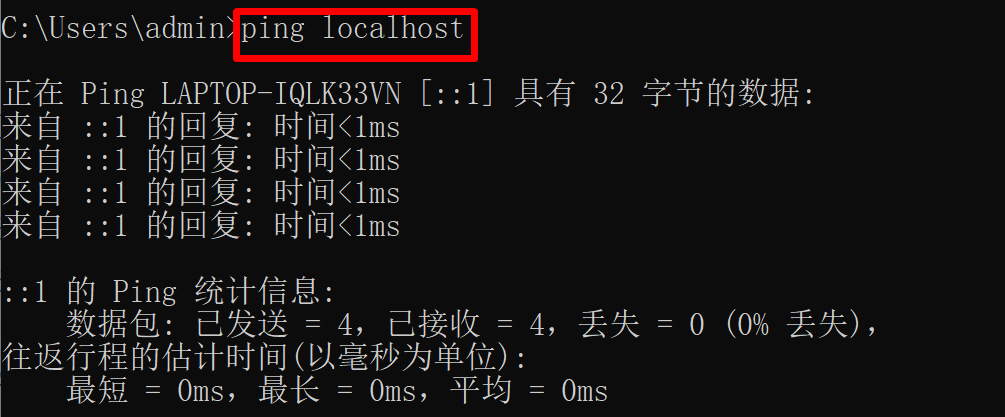 C:\Users\admin>ping localhost
正在 Ping LAPTOP-IQLK33VN [::1] 具有 32 字节的数据:
来自 ::1 的回复: 时间<1ms
来自 ::1 的回复: 时间<1ms
来自 ::1 的回复: 时间<1ms
来自 ::1 的回复: 时间<1ms
::1 的 Ping 统计信息:
数据包: 已发送 = 4，已接收 = 4，丢失 = 0 (0% 丢失)，
往返行程的估计时间(以毫秒为单位):
最短 = 0ms，最长 = 0ms，平均 = 0ms